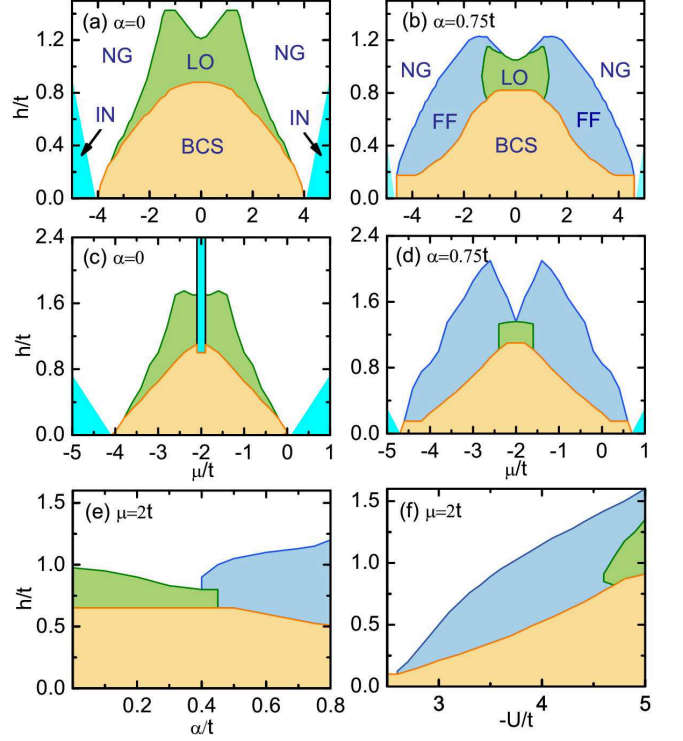 (a) α=0
(b) α=0.75t
1.2
0.8
0.4
0.0
h/t
NG
NG
LO
IN
IN
BCS
-4 -2 0 2 4
1.2
0.8
0.4
0.0
NG
NG
LO
FF
FF
BCS
-4 -2 0 2 4
(c) α=0
(d) α=0.75t
2.4
1.6
0.8
0.0
h/t
-5 -4 -3 -2 -1 0 1
μ/t
2.4
1.6
0.8
0.0
-5 -4 -3 -2 -1 0 1
μ/t
(e) μ=2t
(f) μ=2t
1.5
1.0
0.5
0.0
h/t
0.0 0.2 0.4 0.6 0.8
α/t
1.5
1.0
0.5
0.0
3 4 5
-U/t